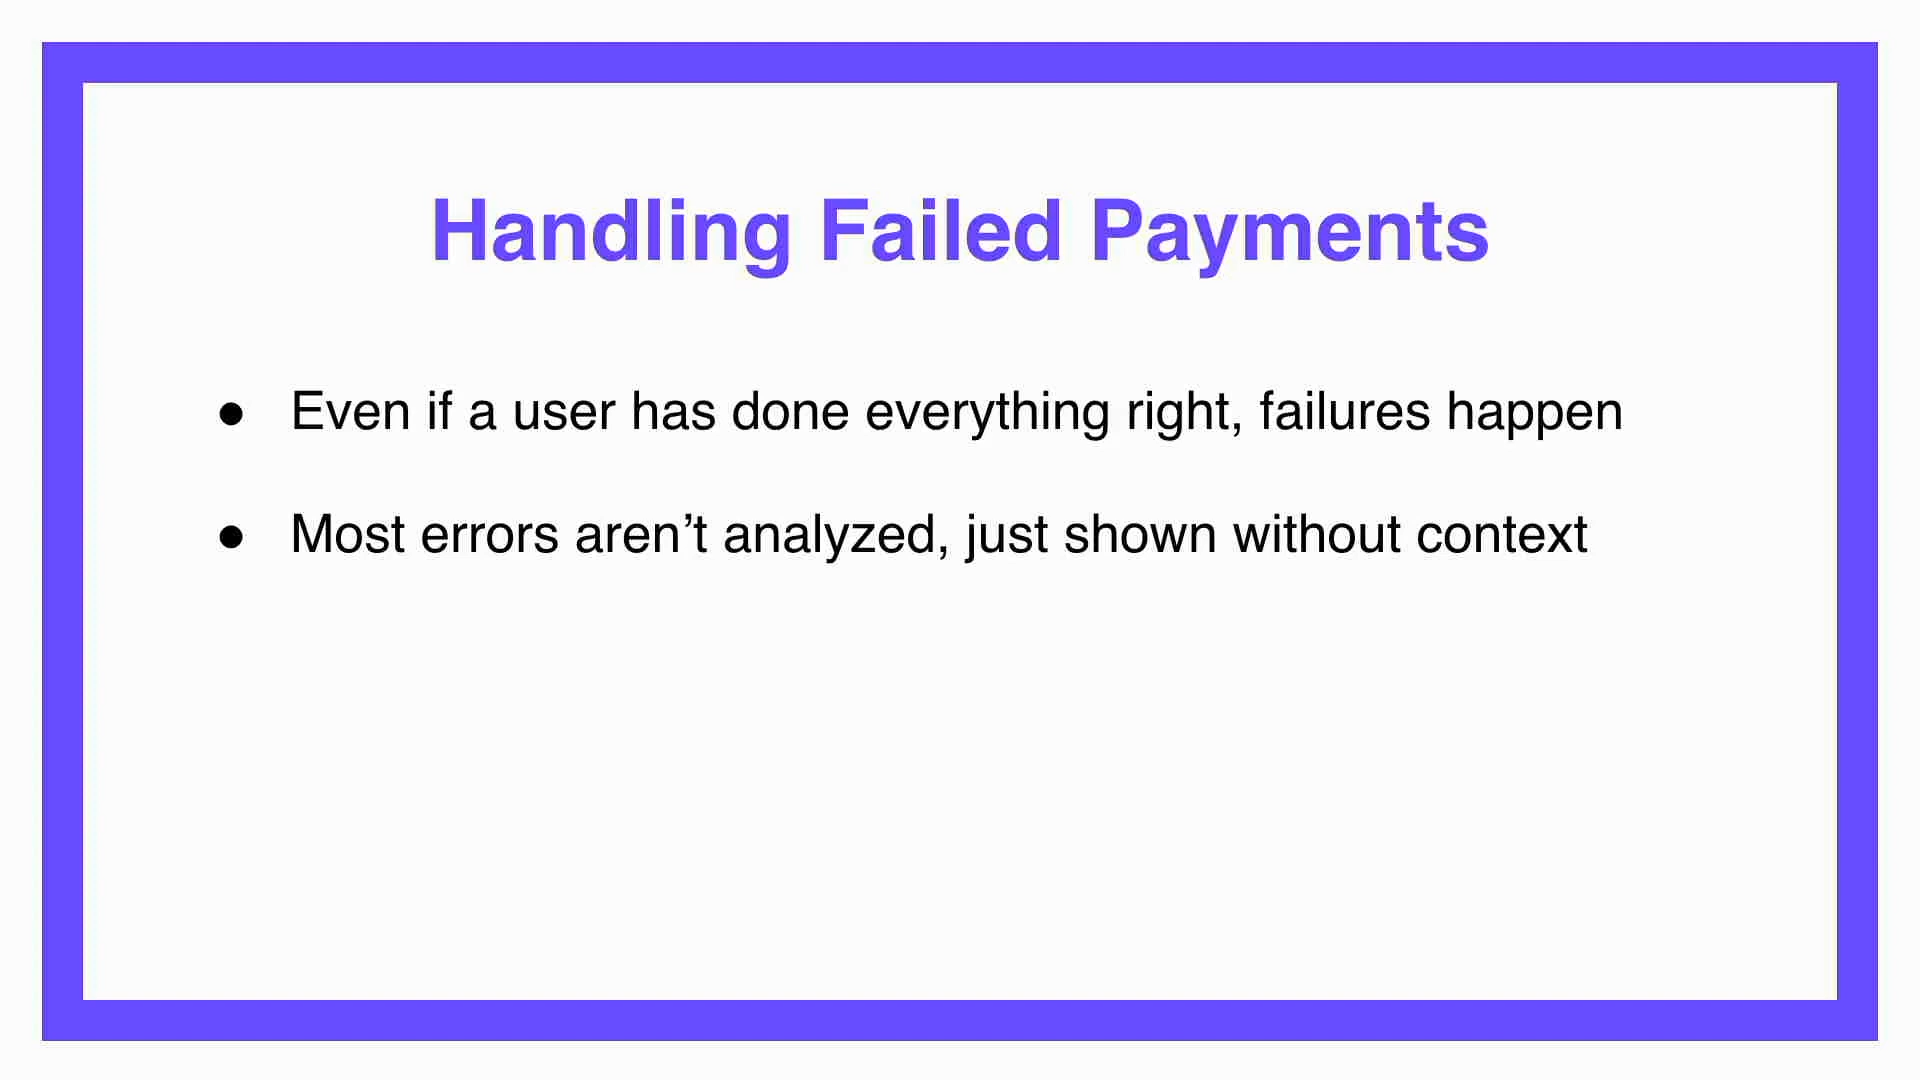 Handling Failed Payments
● Even if a user has done everything right, failures happen
● Most errors aren’t analyzed, just shown without context